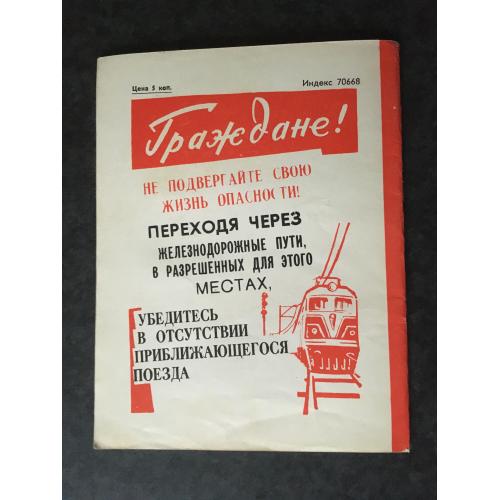 Цена 5 коп.
Индекс 70668
Граждане!
НЕ ПОДВЕРГАЙТЕ СВОЮ
ЖИЗНЬ ОПАСНОСТИ!
ПЕРЕХОДЯ ЧЕРЕЗ
ЖЕЛЕЗНОДОРОЖНЫЕ ПУТИ,
В РАЗРЕШЕННЫХ ДЛЯ ЭТОГО
МЕСТАХ,
УБЕДИТЕСЬ
В ОТСУТСТВИИ
ПРИБЛИЖАЮЩЕГОСЯ
ПОЕЗДА